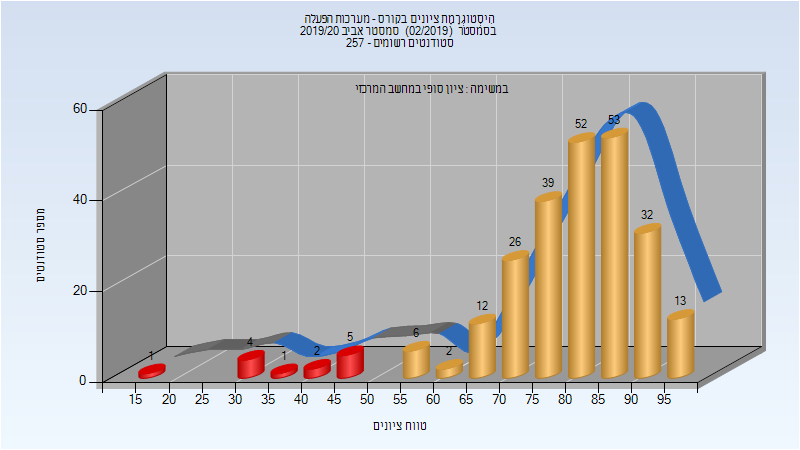 היסטוגרמת ציונים בקורס - מערכות הפעלה
בסמסטר (02/2019) סמסטר אביב 2019/20
סטודנטים רשומים - 257
במשימה : ציון סופי במחשב המרכזי
מספר סטודנטים
60
40
20
0
1
4
1
2
5
6
2
12
26
39
52
53
32
13
15 20 25 30 35 40 45 50 55 60 65 70 75 80 85 90 95
טווח ציונים